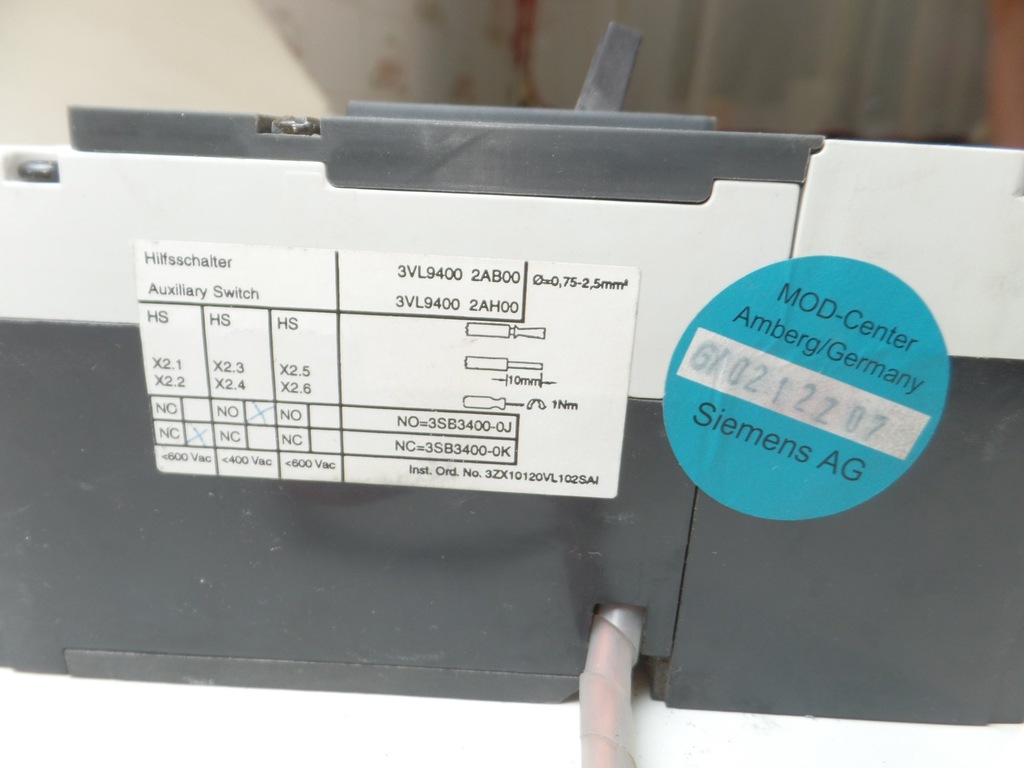 Hilfsschalter
Auxiliary Switch
3VL9400 2AB00
3VL9400 2AH00
Ø=0,75-2,5mm²
HS HS HS
X2.1 X2.3 X2.5
X2.2 X2.4 X2.6
10mm
1Nm
NC NO X NO
NO=3SB3400-0J
NC X NC NC
NC=3SB3400-0K
<600 Vac <400 Vac <600 Vac
Inst. Ord. No. 3ZX10120VL102SAI
MOD-Center
Amberg/Germany
021220
Siemens AG